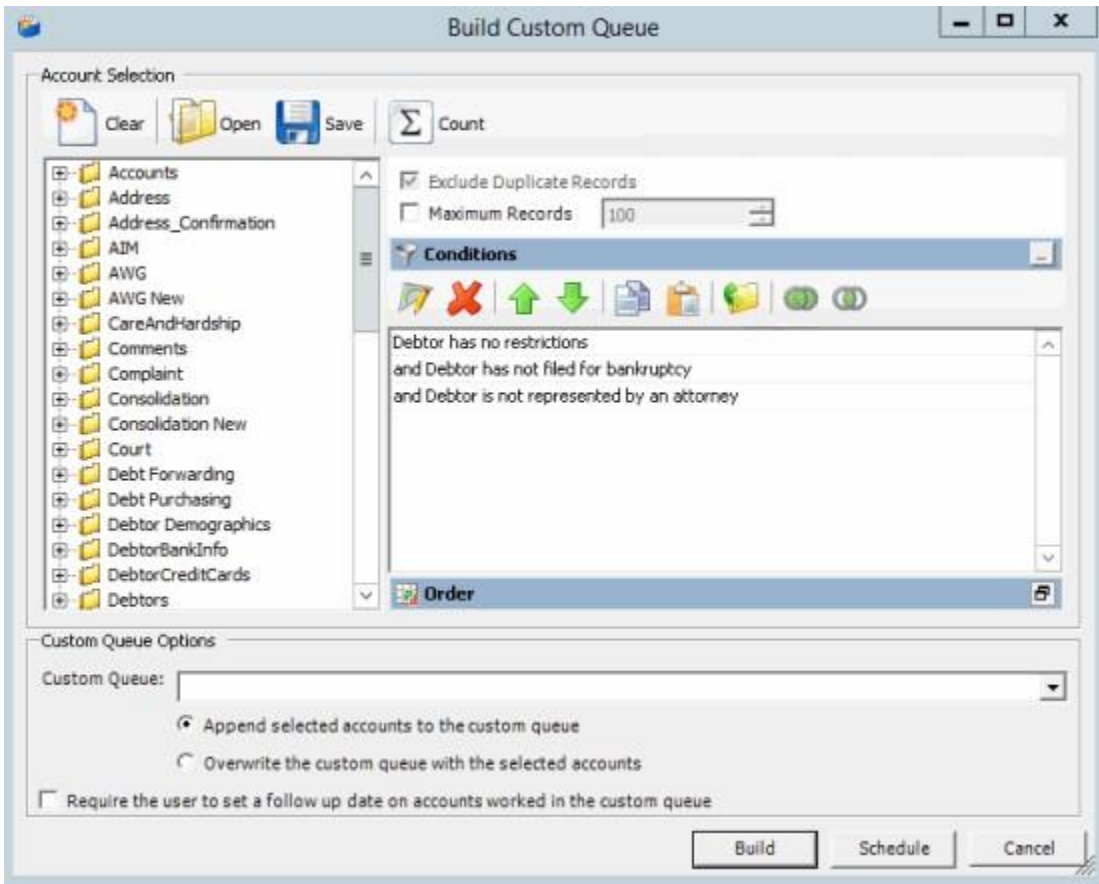 Build Custom Queue
Account Selection
Clear Open Save Σ Count
Accounts
Address
Address_Confirmation
AIM
AWG
AWG New
CareAndHardship
Comments
Complaint
Consolidation
Consolidation New
Court
Debt Forwarding
Debt Purchasing
Debtor Demographics
DebtorBankInfo
DebtorCreditCards
Debtors
Exclude Duplicate Records
Maximum Records 100
Conditions
Debtor has no restrictions
and Debtor has not filed for bankruptcy
and Debtor is not represented by an attorney
Order
Custom Queue Options
Custom Queue:
Append selected accounts to the custom queue
Overwrite the custom queue with the selected accounts
Require the user to set a follow up date on accounts worked in the custom queue
Build Schedule Cancel